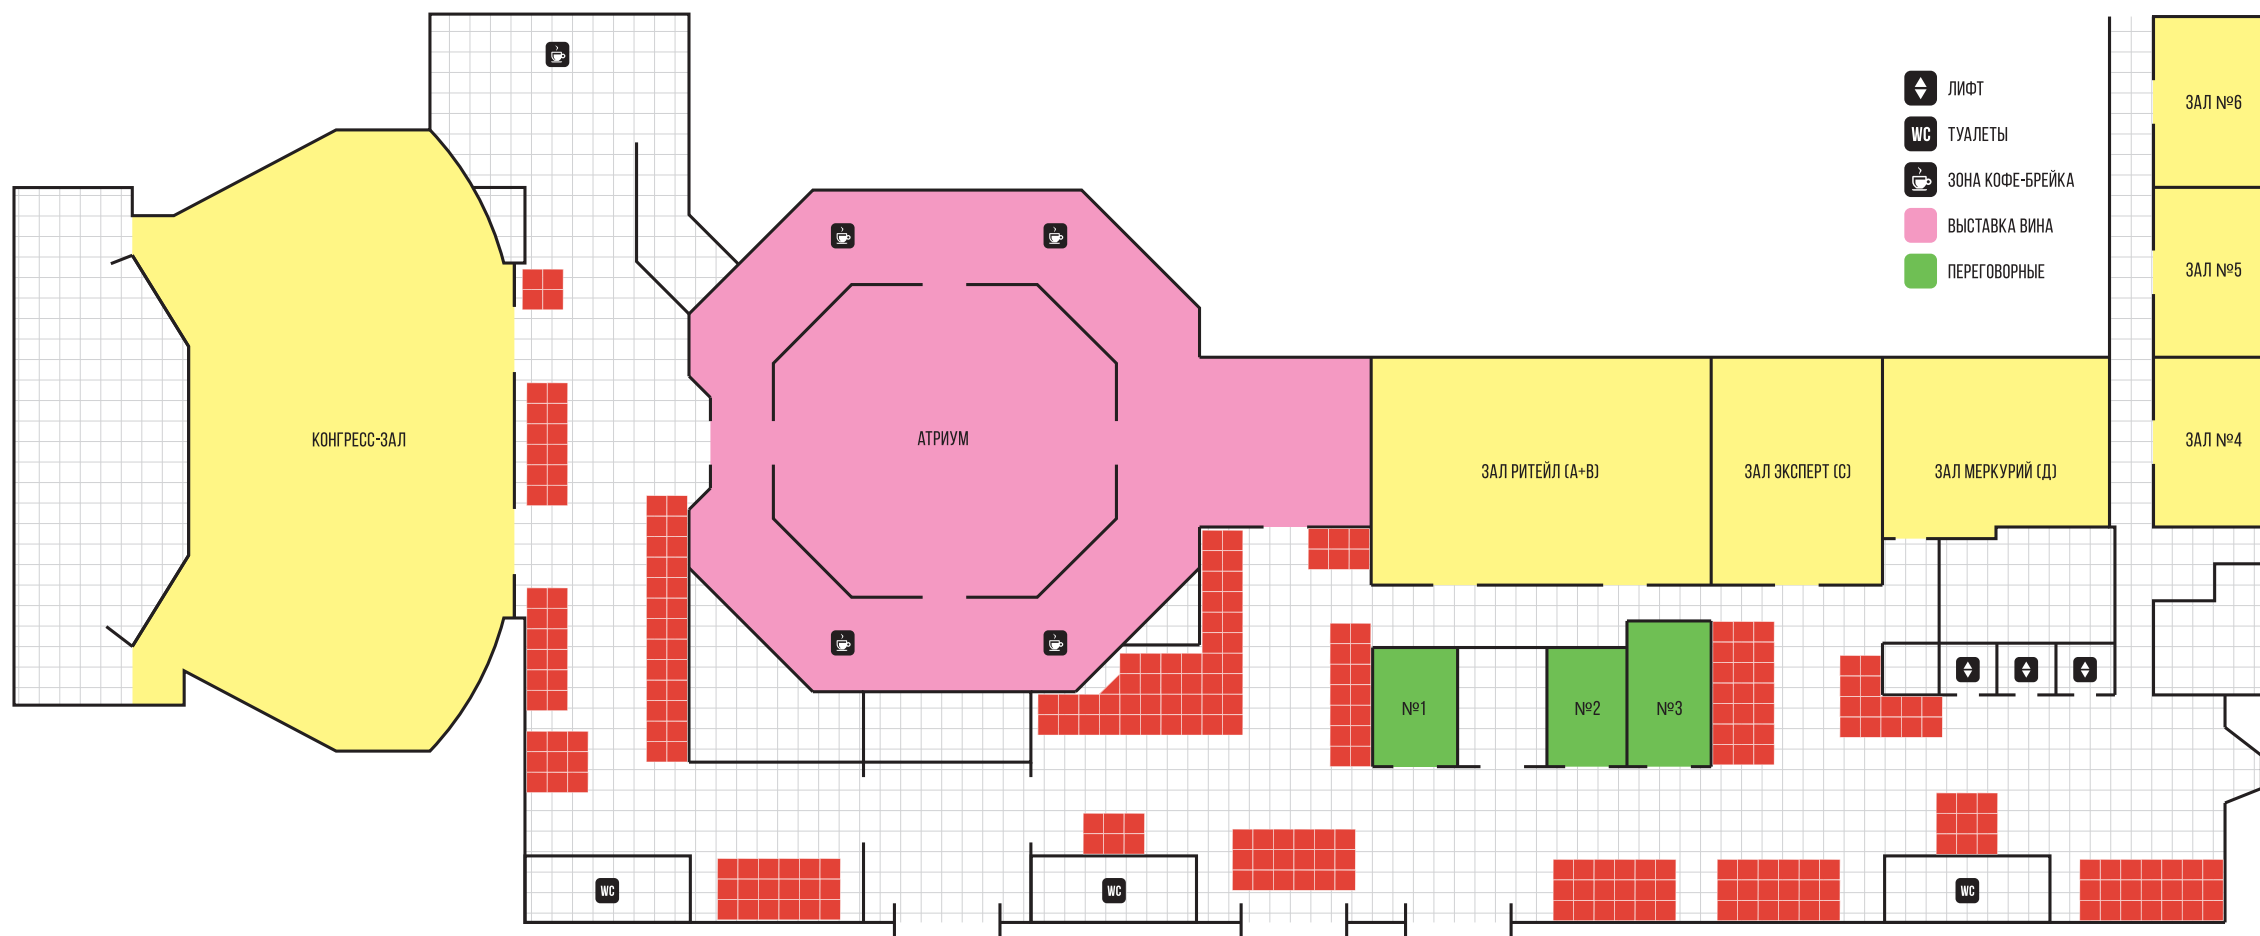 ЛИФТ
WC ТУАЛЕТЫ
ЗОНА КОФЕ-БРЕЙКА
ВЫСТАВКА ВИНА
ПЕРЕГОВОРНЫЕ
ЗАЛ №6
ЗАЛ №5
ЗАЛ №4
КОНГРЕСС-ЗАЛ
АТРИУМ
ЗАЛ РИТЕЙЛ (А+В)
ЗАЛ ЭКСПЕРТ (С)
ЗАЛ МЕРКУРИЙ (Д)
№1
№2
№3
WC
WC
WC